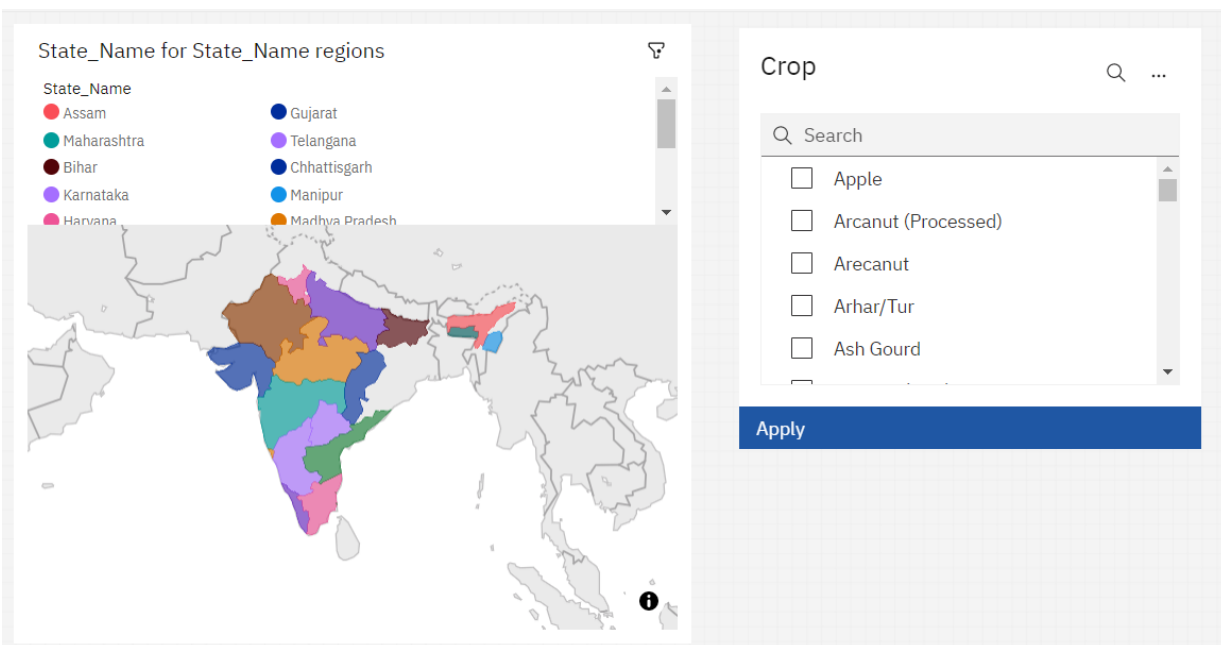 State_Name for State_Name regions
State_Name
Assam
Gujarat
Maharashtra
Telangana
Bihar
Chhattisgarh
Karnataka
Manipur
Haryana
Madhya Pradesh
Crop
...
Search
Apple
Arcanut (Processed)
Arecanut
Arhar/Tur
Ash Gourd
Apply